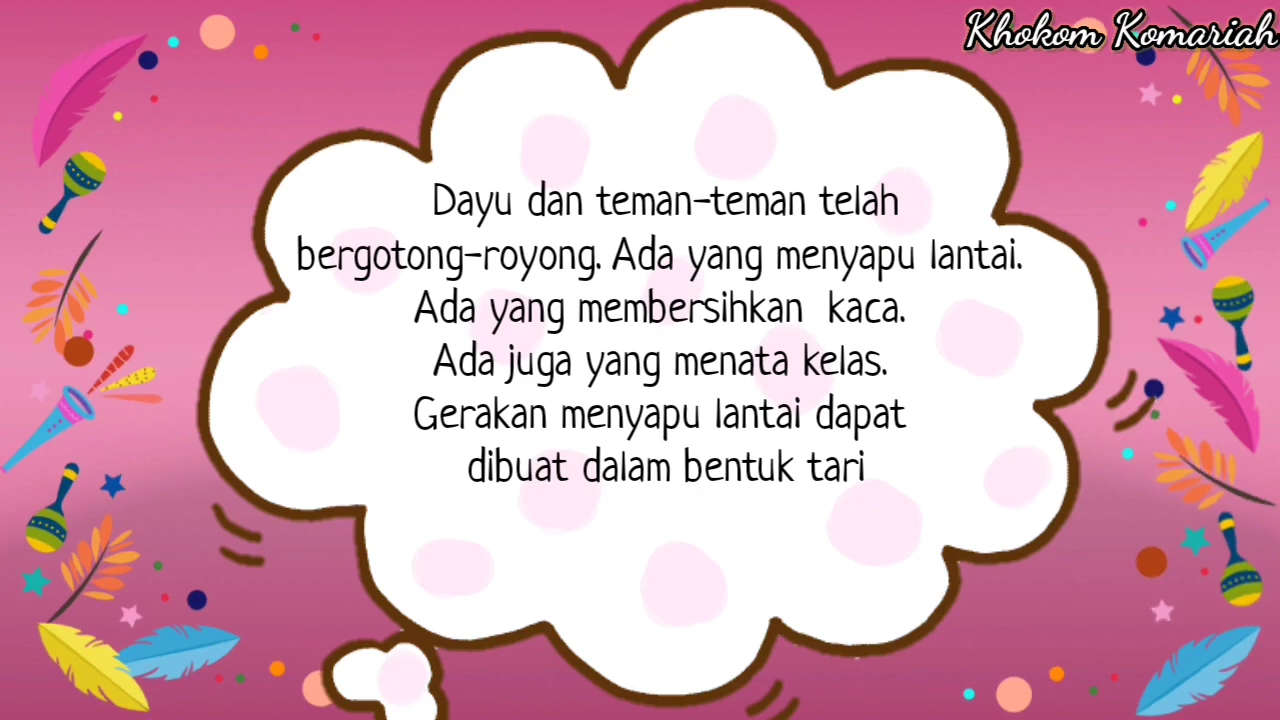 Khokom Komariah
Dayu dan teman-teman telah
bergotong-royong. Ada yang menyapu lantai.
Ada yang membersihkan kaca.
Ada juga yang menata kelas.
Gerakan menyapu lantai dapat
dibuat dalam bentuk tari